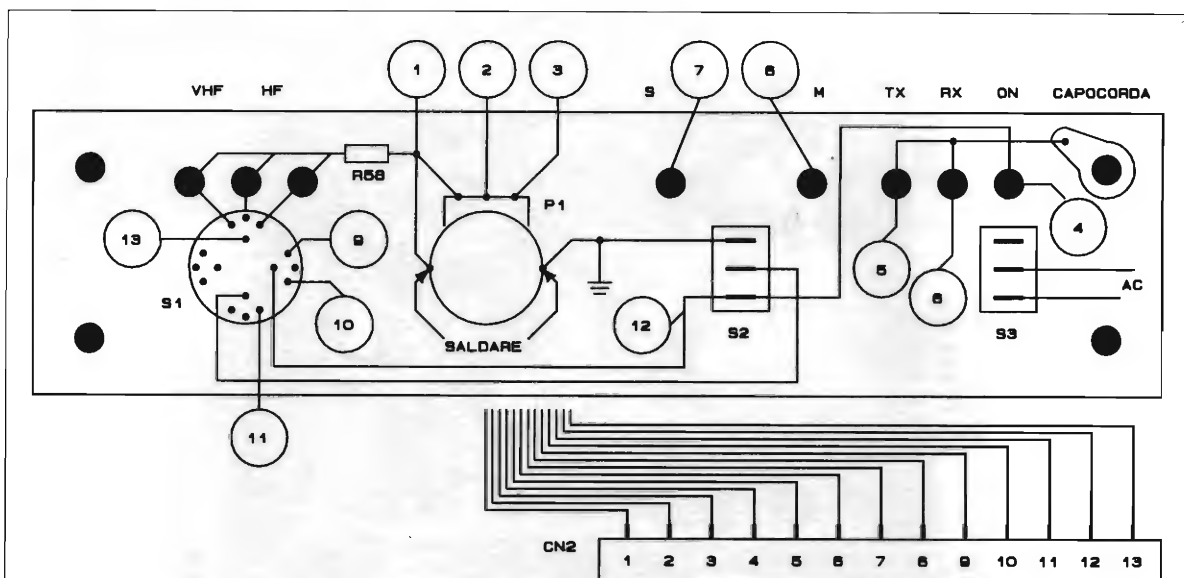 1 2 3 7 8
VHF HF S M TX RX ON CAPOCORDA
R58
P1
13 9 4
5 6
S1 10 12 S2 S3 AC
SALDARE
11
CN2
1 2 3 4 5 6 7 8 9 10 11 12 13